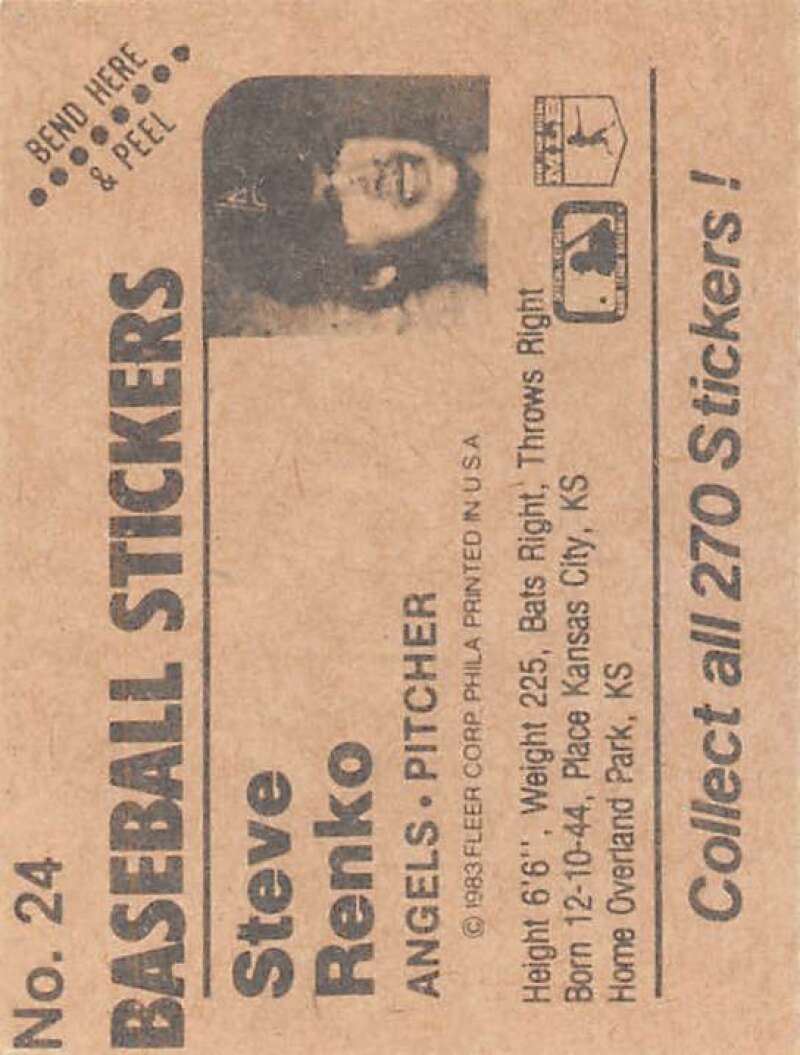 No. 24
BEND HERE
& PEEL
BASEBALL STICKERS
Steve
Renko
ANGELS • PITCHER
© 1983 FLEER CORP. PHILA PRINTED IN U S A
Height 6'6'', Weight 225, Bats Right, Throws Right
Born 12-10-44, Place Kansas City, KS
Home Overland Park, KS
Collect all 270 Stickers!